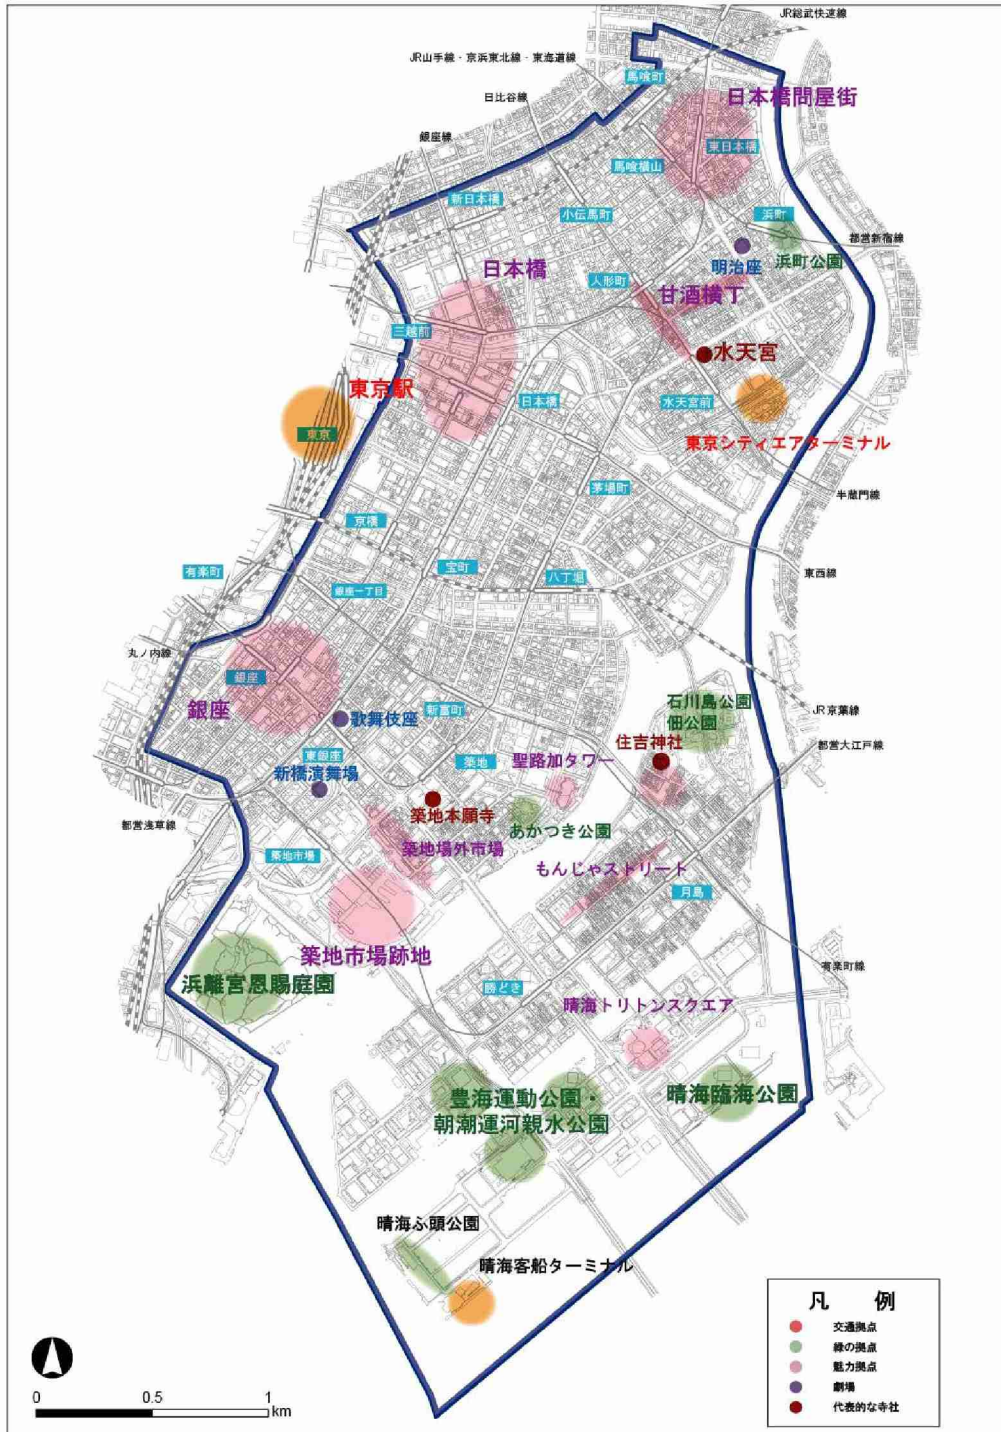 JR総武快速線
JR山手線・京浜東北線・東海道線
馬喰町
日比谷線
日本橋問屋街
銀座線
東日本橋
馬喰横山
新日本橋
小伝馬町
浜町
都営新宿線
明治座
浜町公園
日本橋
人形町
甘酒横丁
三越前
水天宮
東京駅
日本橋
水天宮前
東京
東京シティエアターミナル
茅場町
半蔵門線
京橋
有楽町
宝町
八丁堀
東西線
銀座一丁目
丸ノ内線
銀座
銀座
新富町
石川島公園
佃公園
JR京葉線
歌舞伎座
住吉神社
都営大江戸線
東銀座
築地
聖路加タワー
新橋演舞場
築地本願寺
都営浅草線
あかつき公園
築地場外市場
築地市場
もんじゃストリート
月島
築地市場跡地
有楽町線
浜離宮恩賜庭園
勝どき
晴海トリトンスクエア
豊海運動公園・
朝潮運河親水公園
晴海臨海公園
晴海ふ頭公園
晴海客船ターミナル
凡 例
交通拠点
緑の拠点
魅力拠点
劇場
代表的な寺社
0 0.5 1
km